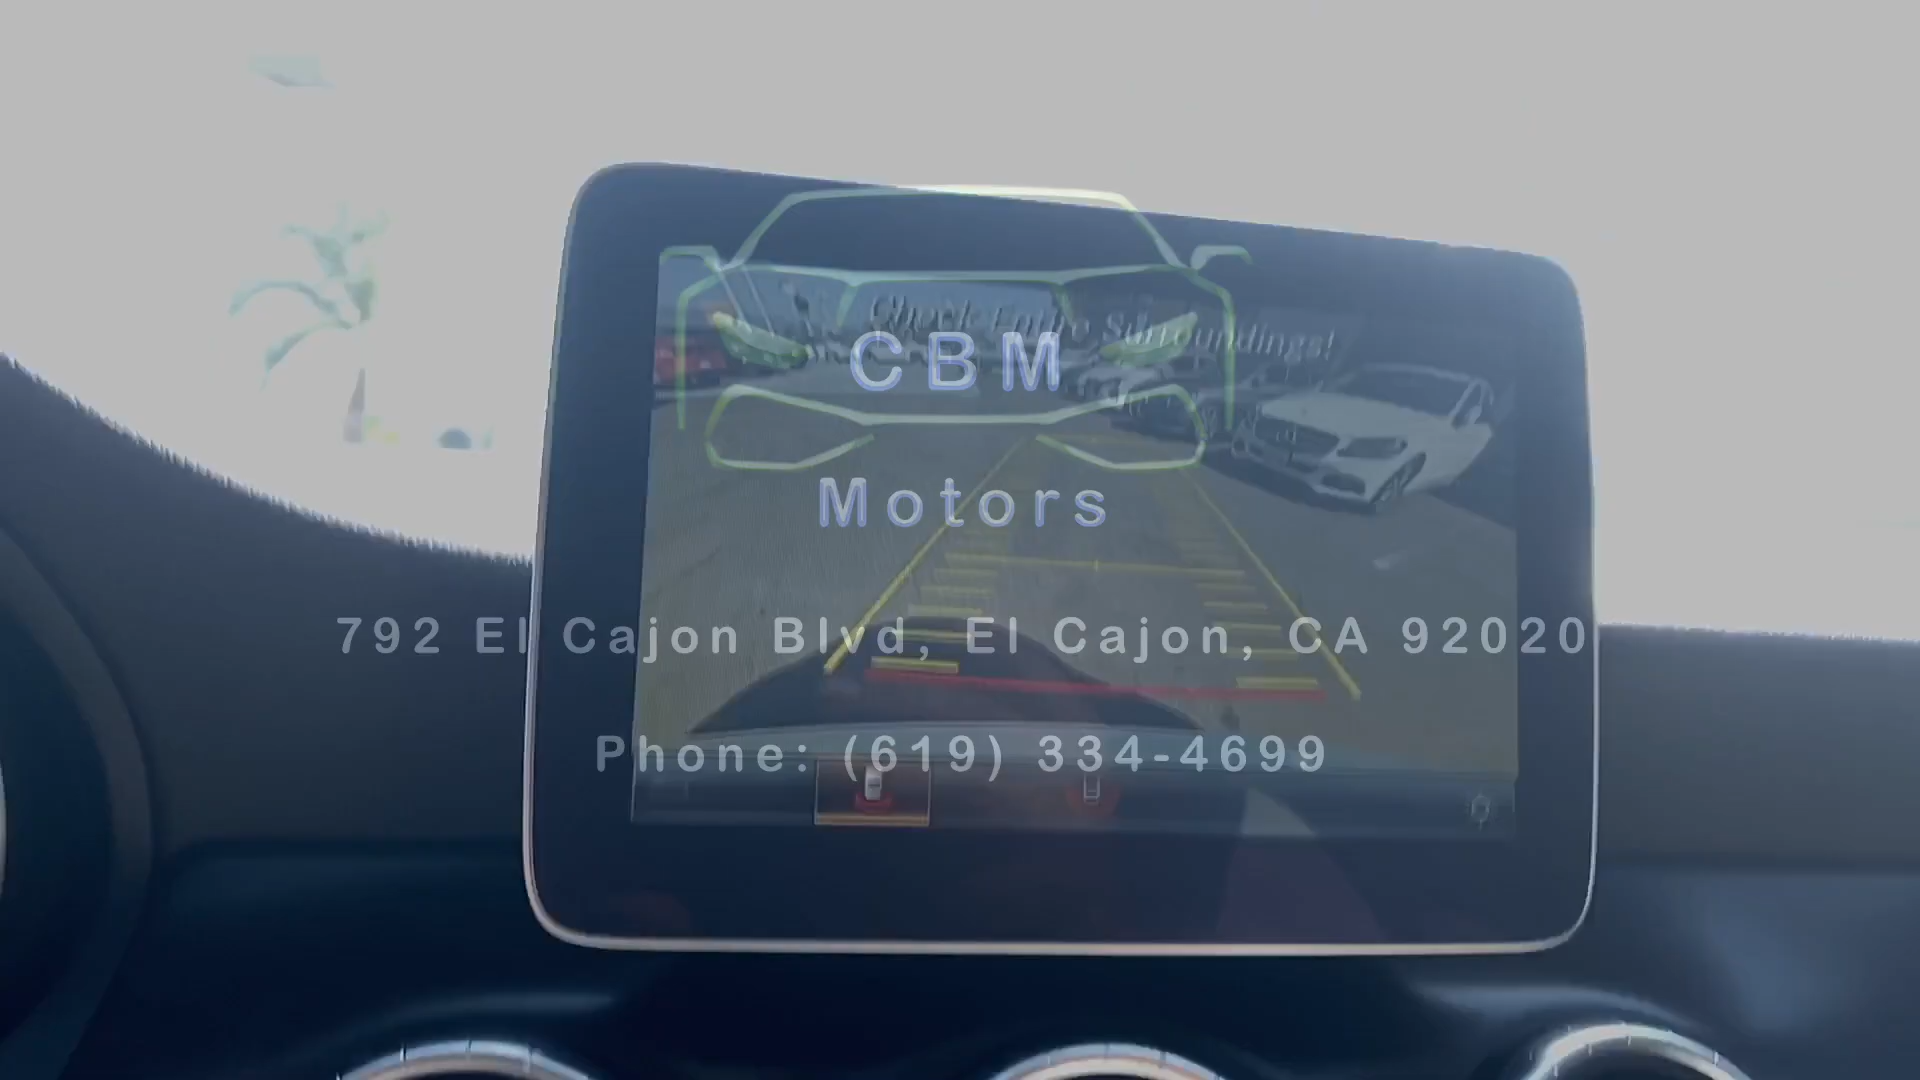 Check Entire Surroundings!
CBM
Motors
792 El Cajon Blvd, El Cajon, CA 92020
Phone: (619) 334-4699